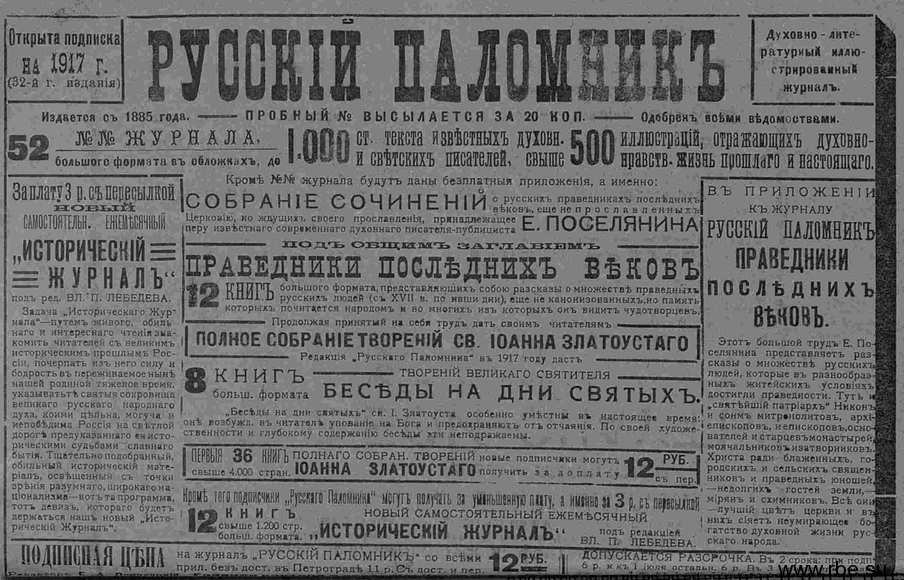 Открыта подписка
на 1917 г.
(32-й г. изданія)
РУССКІЙ ПАЛОМНИКЪ
Духовно-лите-
ратурный иллю-
стрированный
журналъ.
Издается съ 1885 года. — ПРОБНЫЙ № ВЫСЫЛАЕТСЯ ЗА 20 КОП. — Одобренъ всѣми вѣдомствами.
52 №№ ЖУРНАЛА,
большого формата въ обложкахъ, до
1.000 ст. текста извѣстныхъ духовн.
и свѣтскихъ писателей, свыше
500 иллюстрацій, отражающихъ духовно-
нравств. жизнь прошлаго и настоящаго.
За плату 3 р. съ пересылкой
НОВЫЙ
САМОСТОЯТЕЛЬН. ЕЖЕМѢСЯЧНЫЙ
„ИСТОРИЧЕСКІЙ
ЖУРНАЛЪ“
подъ ред. ВЛ. П. ЛЕБЕДЕВА.
Задача „Историческаго Жур-
нала“—путемъ живого, обиль-
наго и интереснаго чтенія зна-
комить читателей съ великимъ
историческимъ прошлымъ Рос-
сіи, почерпать изъ него силу и
бодрость въ переживаемое нынѣ
нашей родиной тяжелое время,
указывать тѣ святыя сокровища
великаго русскаго народнаго
духа, коими цѣльна, могуча и
непобѣдима Россія на свѣтлой
дорогѣ предуказаннаго ей исто-
рическими судьбами славнаго
бытія. Тщательно подобранный,
обильный историческій мате-
ріалъ, освѣщенный съ точки
зрѣнія разумнаго, широкаго на-
ціонализма—вотъ та программа,
тотъ девизъ, котораго будетъ
держаться нашъ новый „Исто-
рическій Журналъ“.
Кромѣ №№ журнала будутъ даны безплатныя приложенія, а именно:
СОБРАНІЕ СОЧИНЕНІЙ о русскихъ праведникахъ послѣднихъ
вѣковъ, еще не прославленныхъ
Церковію, но ждущихъ своего прославленія, принадлежащее
перу извѣстнаго современнаго духовнаго писателя-публициста Е. ПОСЕЛЯНИНА
ПОДЪ ОБЩИМЪ ЗАГЛАВІЕМЪ
ПРАВЕДНИКИ ПОСЛѢДНИХЪ ВѢКОВЪ
12 КНИГЪ большого формата, представляющихъ собою разсказы о множествѣ праведныхъ
русскихъ людей (съ XVII в. по наши дни), еще не канонизованныхъ, но память
которыхъ почитается народомъ и во многихъ изъ которыхъ онъ видитъ чудотворцевъ.
Продолжая принятый на себя трудъ дать своимъ читателямъ
ПОЛНОЕ СОБРАНІЕ ТВОРЕНІЙ СВ. ІОАННА ЗЛАТОУСТАГО
Редакція „Русскаго Паломника“ въ 1917 году дастъ
8 КНИГЪ
больш. формата
ТВОРЕНІЙ ВЕЛИКАГО СВЯТИТЕЛЯ
БЕСѢДЫ НА ДНИ СВЯТЫХЪ.
„Бесѣды на дни святыхъ“ св. І. Златоуста особенно умѣстны въ настоящее время:
онѣ возбужд. въ читателѣ упованіе на Бога и предохраняютъ отъ отчаянія. По своей художе-
ственности и глубокому содержанію бесѣды эти неподражаемы.
ПЕРВЫЯ 36 КНИГЪ ПОЛНАГО СОБРАН. ТВОРЕНІЙ
свыше 4.000 стран. ІОАННА ЗЛАТОУСТАГО
новые подписчики могутъ
получить за доплату 12 РУБ.
съ пер.
Кромѣ того подписчики „Русскаго Паломника“ могутъ получать за уменьшенную плату, а именно за 3 р. съ пересылкой
12 КНИГЪ
свыше 1.200 стр.
больш. формата.
НОВЫЙ САМОСТОЯТЕЛЬНЫЙ ЕЖЕМѢСЯЧНЫЙ
„ИСТОРИЧЕСКІЙ ЖУРНАЛЪ“
подъ редакціей
ВЛ. П. ЛЕБЕДЕВА.
ВЪ ПРИЛОЖЕНІИ
КЪ ЖУРНАЛУ
РУССКІЙ ПАЛОМНИКЪ
ПРАВЕДНИКИ
ПОСЛѢДНИХЪ
ВѢКОВЪ.
Этотъ большой трудъ Е. По-
селянина представляетъ раз-
сказы о множествѣ русскихъ
людей, которые въ разнообраз-
ныхъ житейскихъ условіяхъ
достигли праведности. Тутъ и
„святѣйшій патріархъ“ Никонъ
и сонмъ митрополитовъ, архі-
епископовъ, и епископовъ, осно-
вателей и старцевъ монастырей,
молчальниковъ и затворниковъ,
Христа ради блаженныхъ, го-
родскихъ и сельскихъ священ-
никовъ и праведныхъ юношей,
—недолгихъ гостей земли,—
мірянъ и схимниковъ. Всѣ они
—лучшій цвѣтъ церкви и въ
нихъ сіяетъ неумирающее бо-
гатство духовной жизни рус-
скаго народа.
ПОДПИСНАЯ ЦѢНА на журналъ „РУССКІЙ ПАЛОМНИКЪ“ со всѣми
прил. безъ дост. въ Петроградѣ 11 р. Съ дост. и пер. 12 РУБ.
ДОПУСКАЕТСЯ РАЗСРОЧКА. Въ 2 срока: при подп.
6 р. и к 1 Іюля остальн. 6 р. Въ 3
www.rhe.su